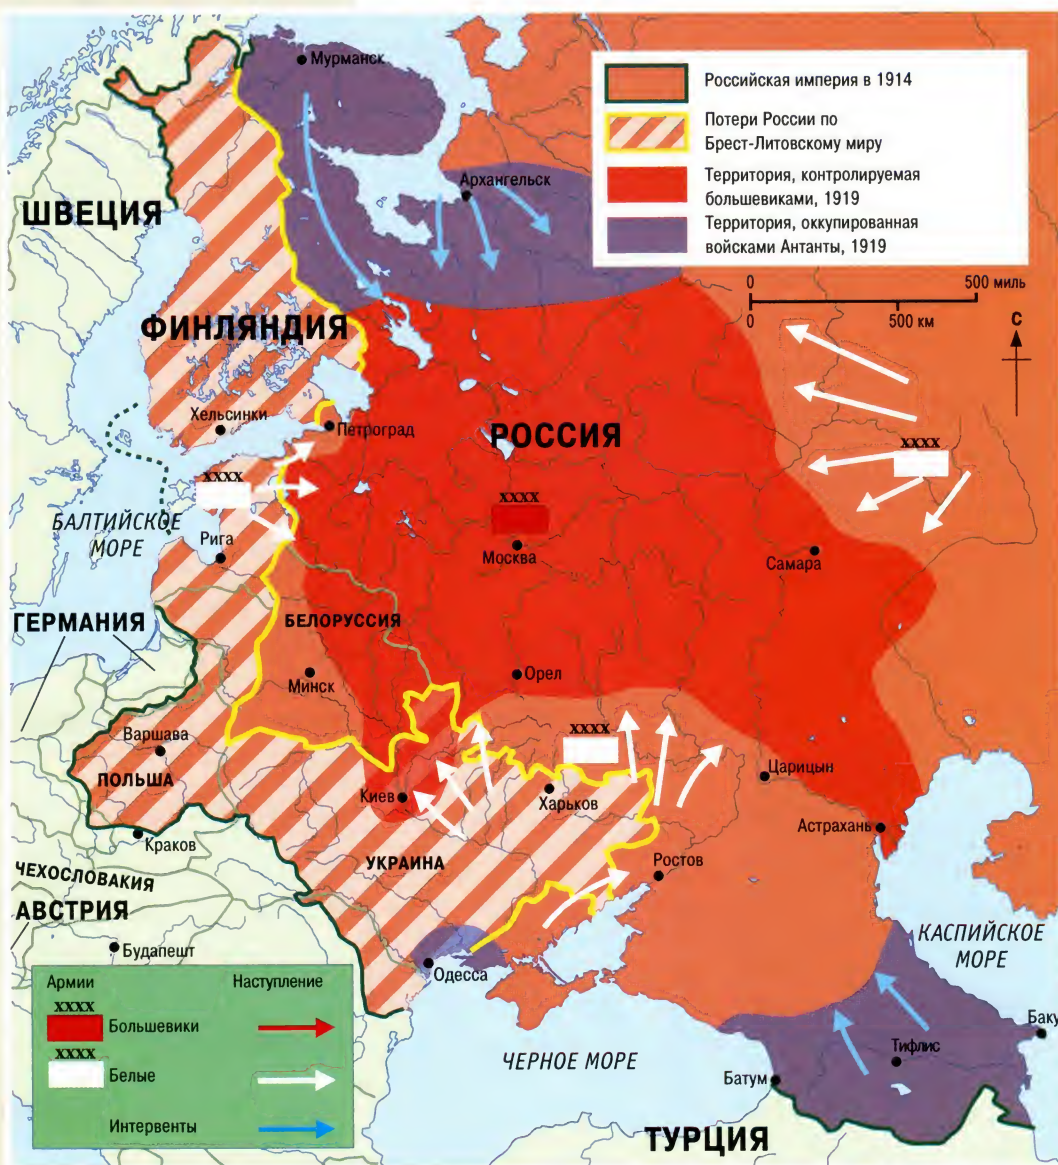 Мурманск
Российская империя в 1914
Потери России по
Брест-Литовскому миру
Территория, контролируемая
большевиками, 1919
Территория, оккупированная
войсками Антанты, 1919
Архангельск
ШВЕЦИЯ
0 500 миль
0 500 км
С
ФИНЛЯНДИЯ
Хельсинки
Петроград
РОССИЯ
XXXX
XXXX
XXXX
БАЛТИЙСКОЕ
МОРЕ
Рига
Москва
Самара
ГЕРМАНИЯ
БЕЛОРУССИЯ
Минск
Орел
XXXX
Варшава
ПОЛЬША
Царицын
Киев
Харьков
Астрахань
Краков
УКРАИНА
Ростов
ЧЕХОСЛОВАКИЯ
АВСТРИЯ
Будапешт
Одесса
КАСПИЙСКОЕ
МОРЕ
Армии Наступление
XXXX
Большевики
XXXX
Белые
Интервенты
ЧЕРНОЕ МОРЕ
Баку
Тифлис
Батум
ТУРЦИЯ